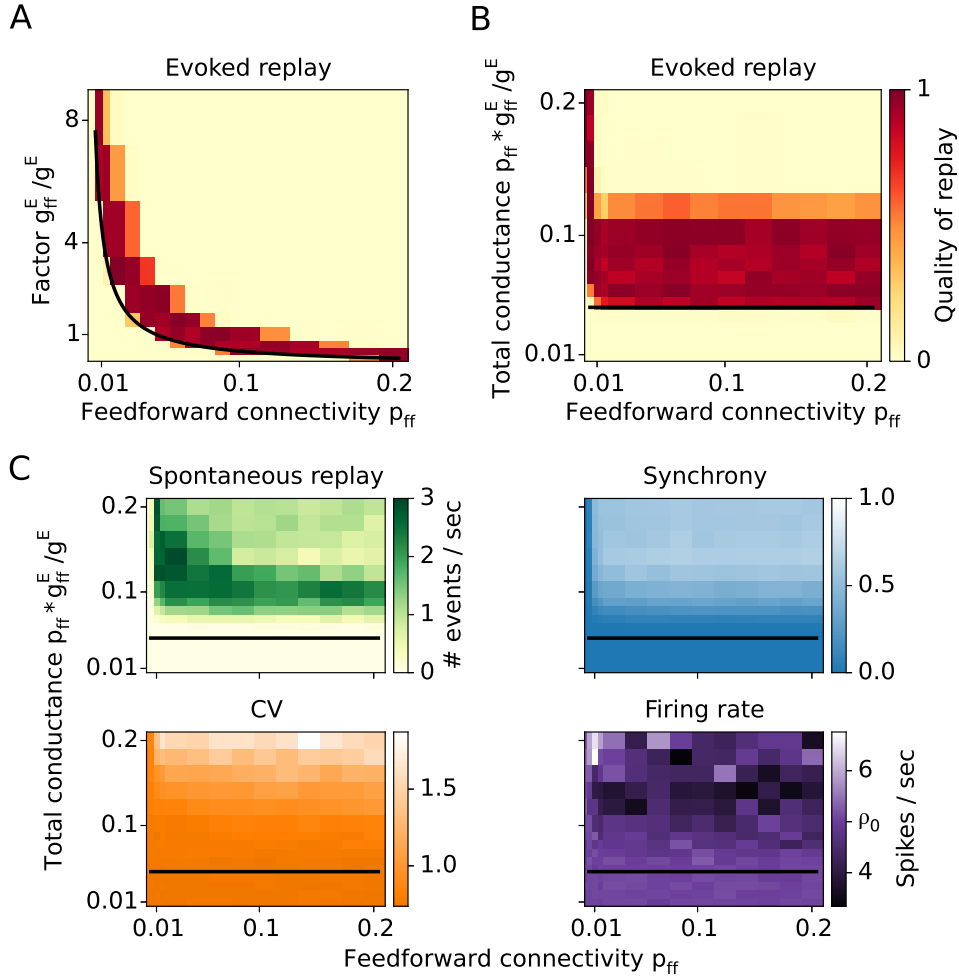 A
Evoked replay
Factor g^E_ff /g^E
8
4
1
0.01
0.1
0.2
Feedforward connectivity p_ff
B
Evoked replay
Total conductance p_ff * g^E_ff /g^E
0.2
0.1
0.01
0.01
0.1
0.2
Feedforward connectivity p_ff
1
0
Quality of replay
C
Total conductance p_ff * g^E_ff /g^E
Spontaneous replay
0.2
0.1
0.01
3
2
1
0
# events / sec
Synchrony
1.0
0.5
0.0
CV
0.2
0.1
0.01
0.01
0.1
0.2
1.5
1.0
Firing rate
0.01
0.1
0.2
6
ρ_0
4
Spikes / sec
Feedforward connectivity p_ff